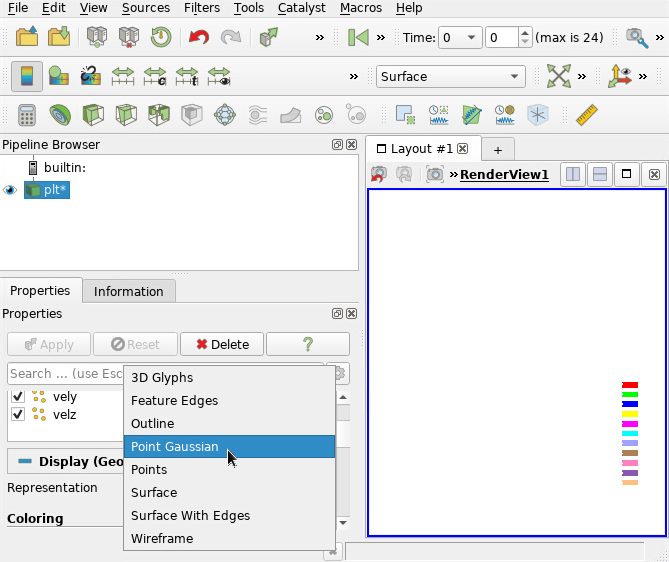 File Edit View Sources Filters Tools Catalyst Macros Help
» Time: 0 0 (max is 24) »
» Surface »
Pipeline Browser
builtin:
plt*
Layout #1 +
» RenderView1
Properties Information
Properties
Apply Reset Delete ?
Search ... (use Esc
vely
velz
Display (Geo
Representation
Coloring
3D Glyphs
Feature Edges
Outline
Point Gaussian
Points
Surface
Surface With Edges
Wireframe